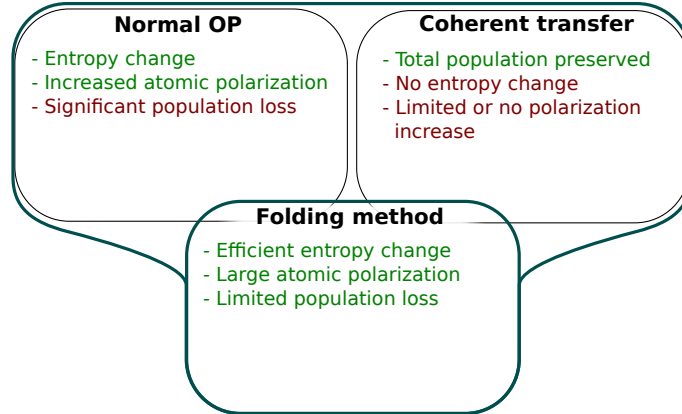 Normal OP
- Entropy change
- Increased atomic polarization
- Significant population loss
Coherent transfer
- Total population preserved
- No entropy change
- Limited or no polarization
increase
Folding method
- Efficient entropy change
- Large atomic polarization
- Limited population loss